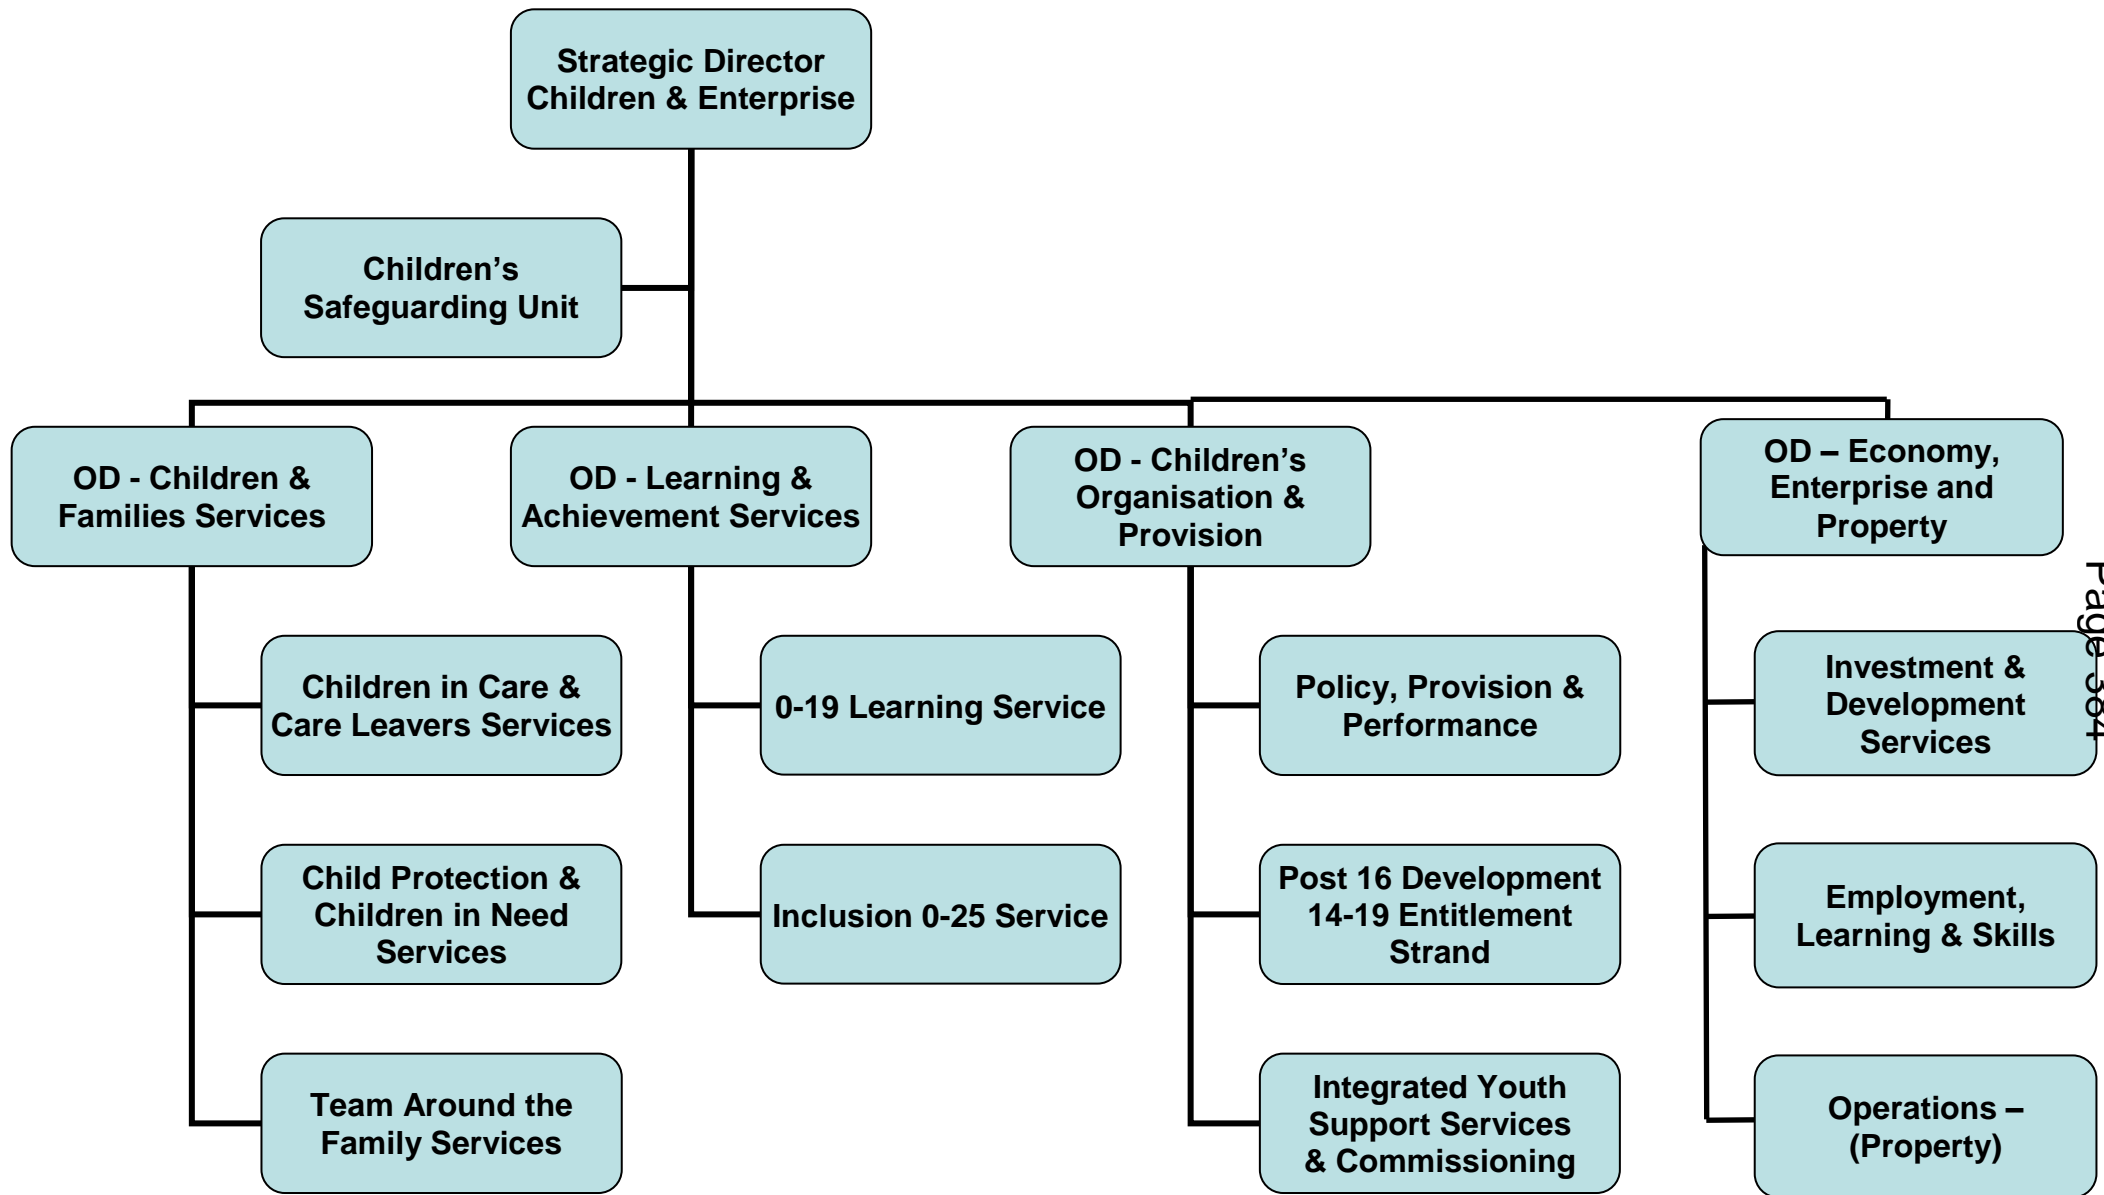 Strategic Director
Children & Enterprise
Children’s
Safeguarding Unit
OD - Children &
Families Services
OD - Learning &
Achievement Services
OD - Children’s
Organisation &
Provision
OD – Economy,
Enterprise and
Property
Children in Care &
Care Leavers Services
0-19 Learning Service
Policy, Provision &
Performance
Investment &
Development
Services
Child Protection &
Children in Need
Services
Inclusion 0-25 Service
Post 16 Development
14-19 Entitlement
Strand
Employment,
Learning & Skills
Team Around the
Family Services
Integrated Youth
Support Services
& Commissioning
Operations –
(Property)
Page 384